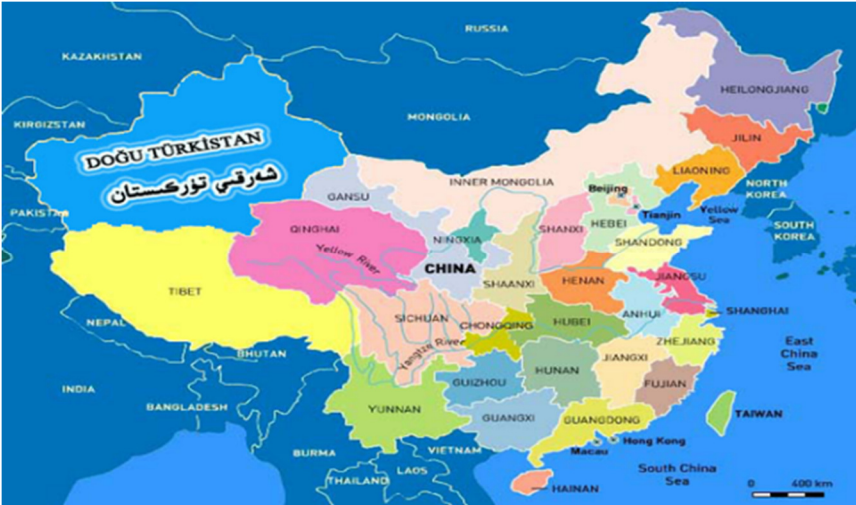 RUSSIA
KAZAKHSTAN
HEILONGJIANG
MONGOLIA
KIRGIZSTAN
JILIN
DOĞU TÜRKİSTAN
شەرقىي تۈركىستان
LIAONING
INNER MONGOLIA
Beijing
NORTH
KOREA
GANSU
PAKISTAN
Tianjin
Yellow
Sea
HEBEI
SHANXI
SOUTH
KOREA
QINGHAI
NINGXIA
SHANDONG
Yellow River
CHINA
SHAANXI
HENAN
JIANGSU
TIBET
SHANGHAI
ANHUI
SICHUAN
CHONGQING
HUBEI
NEPAL
ZHEJIANG
East
China
Sea
Yangtze River
BHUTAN
JIANGXI
HUNAN
GUIZHOU
FUJIAN
INDIA
BANGLADESH
YUNNAN
GUANGXI
GUANGDONG
TAIWAN
Hong Kong
Macau
BURMA
VIETNAM
LAOS
South China
Sea
THAILAND
HAINAN
0 400 km